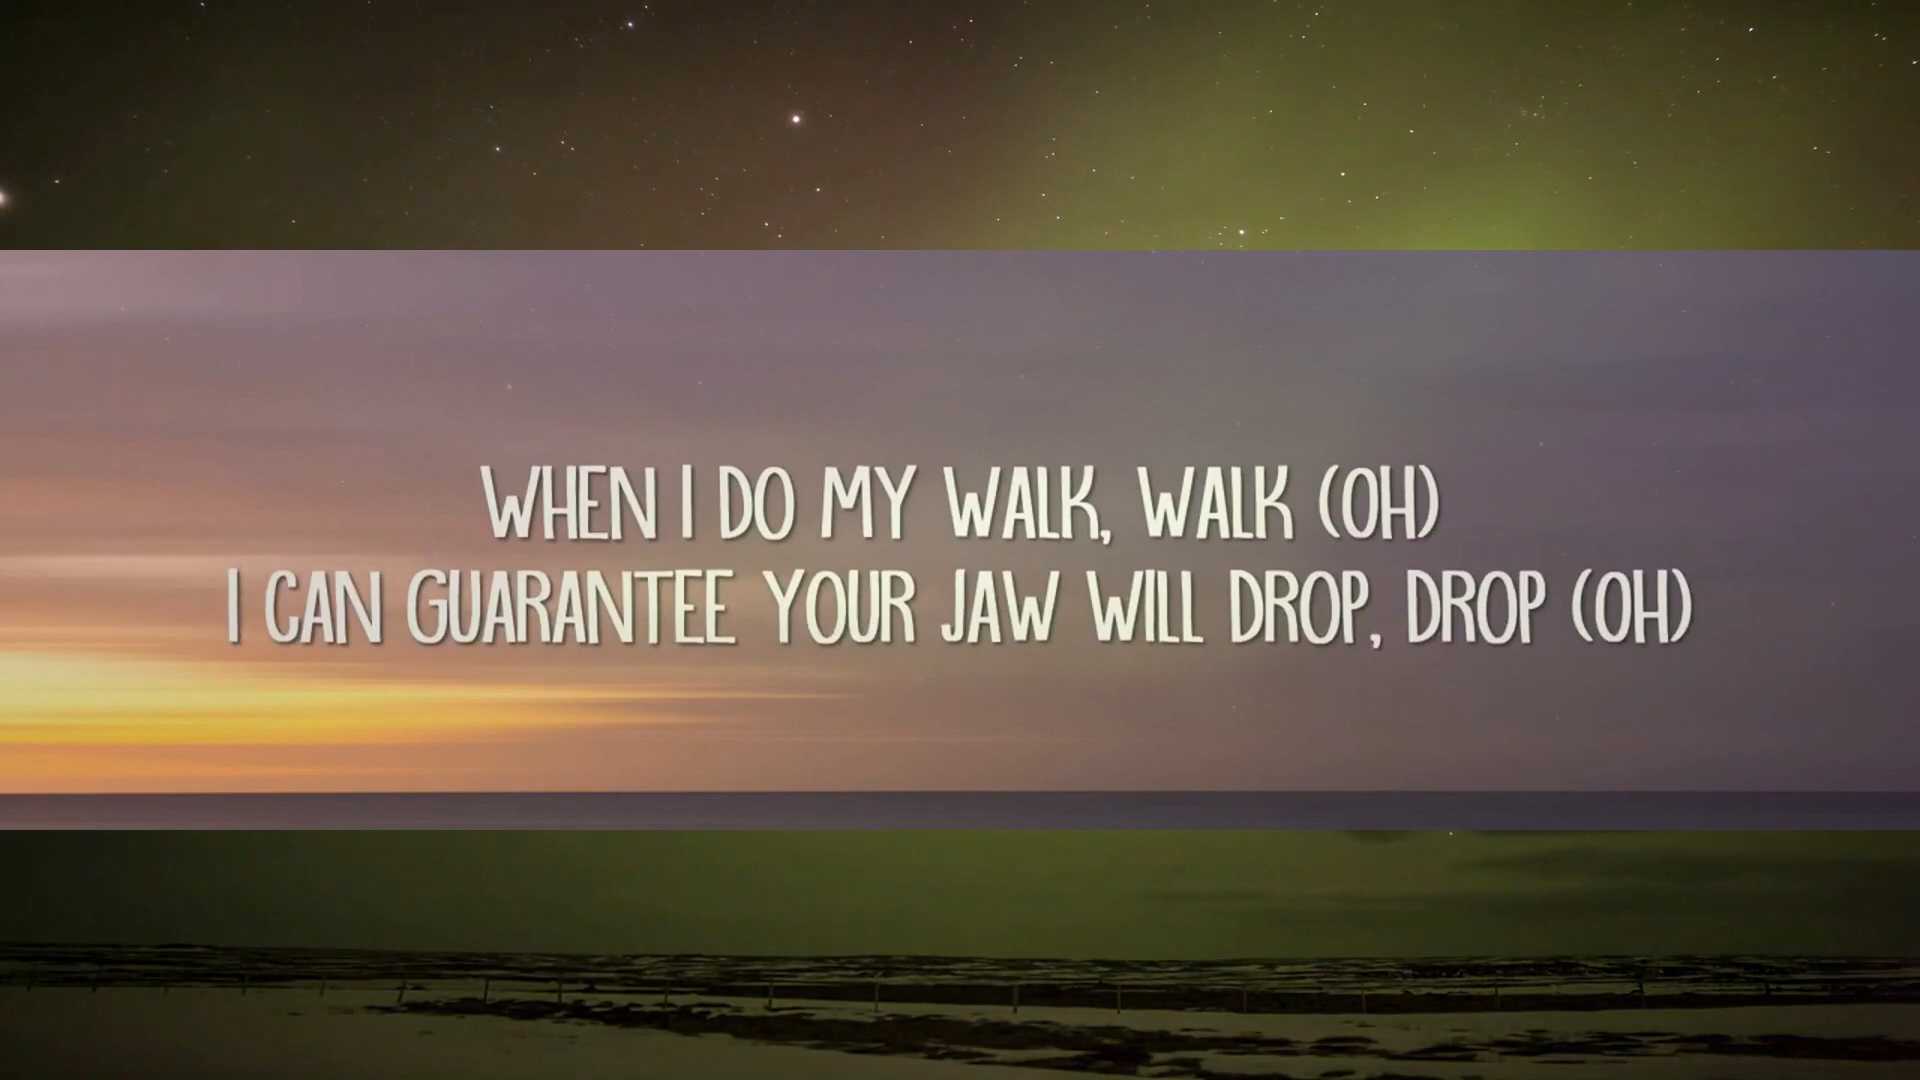 WHEN I DO MY WALK, WALK (OH)
I CAN GUARANTEE YOUR JAW WILL DROP, DROP (OH)